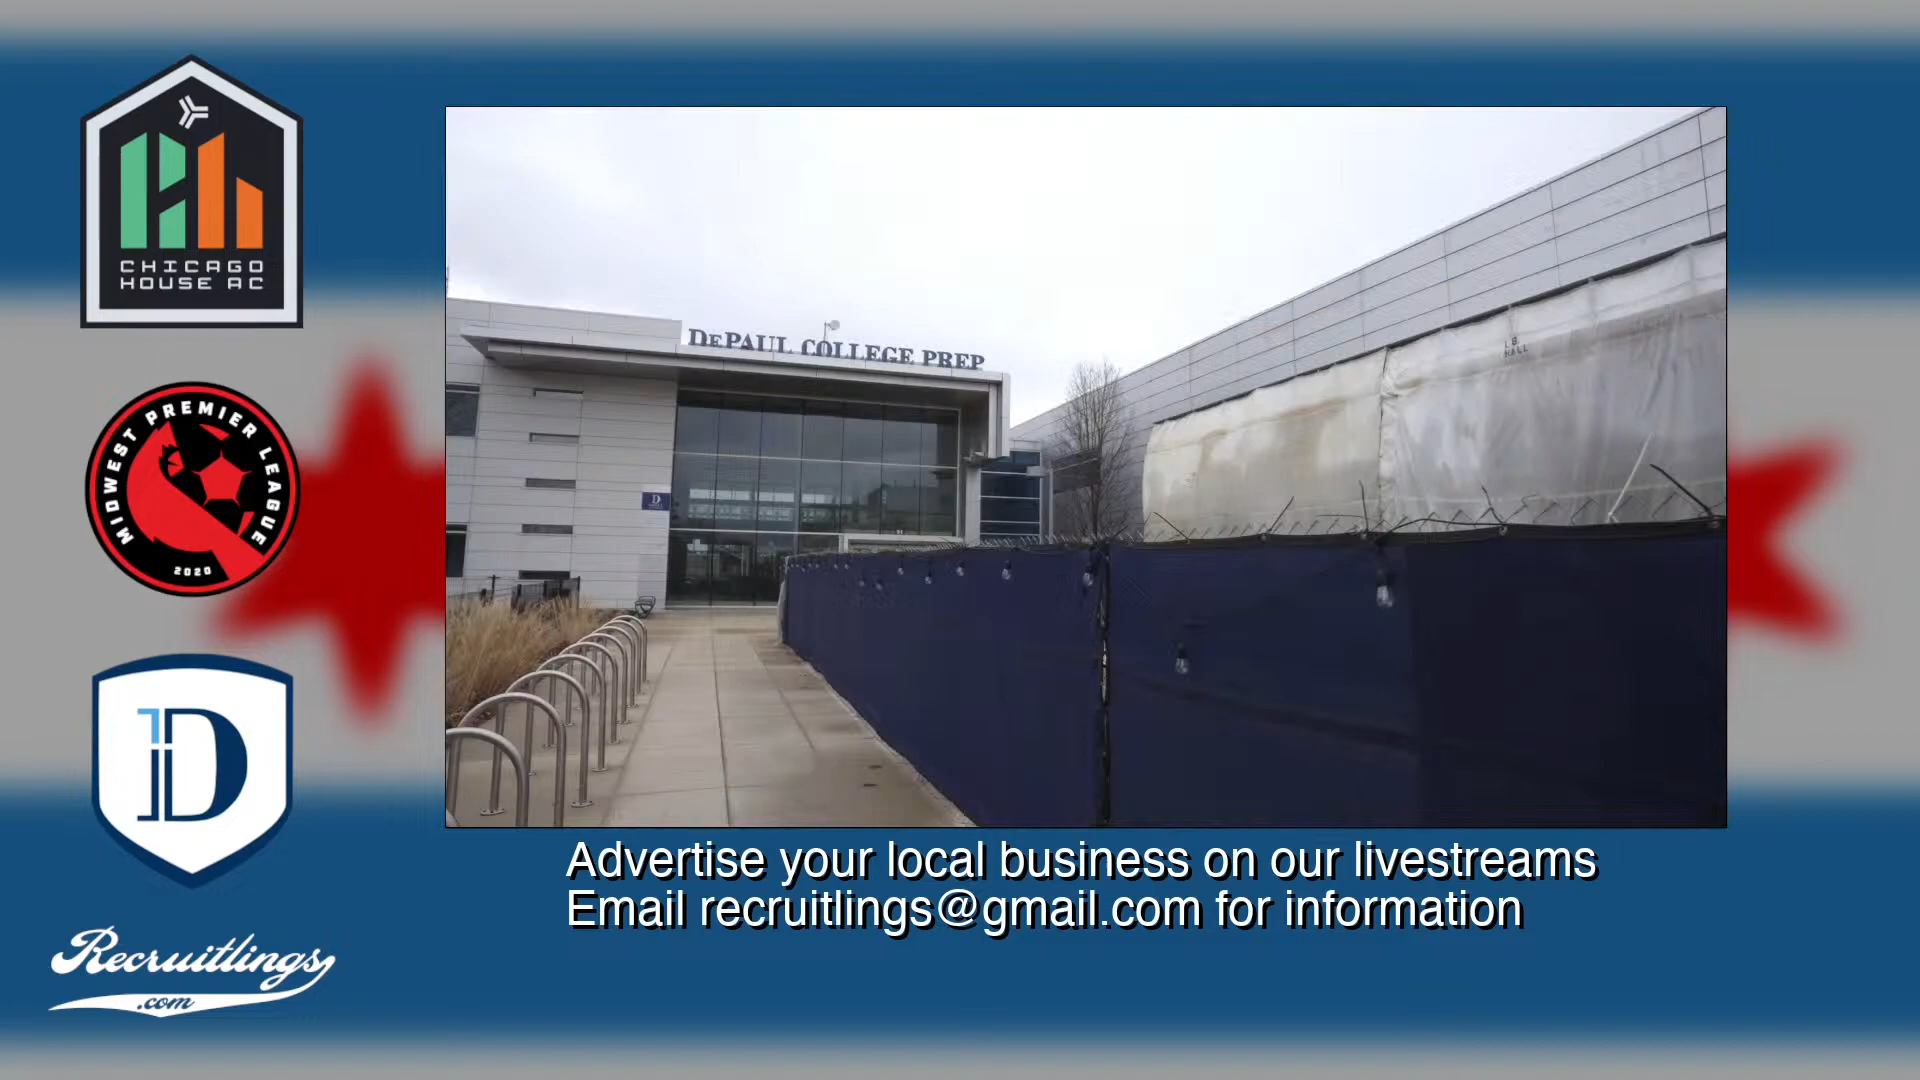 CHICAGO
HOUSE AC
MIDWEST PREMIER LEAGUE
2020
D
Recruitlings
.com
DEPAUL COLLEGE PREP
D
L.B.
HALL
Advertise your local business on our livestreams
Email recruitlings@gmail.com for information